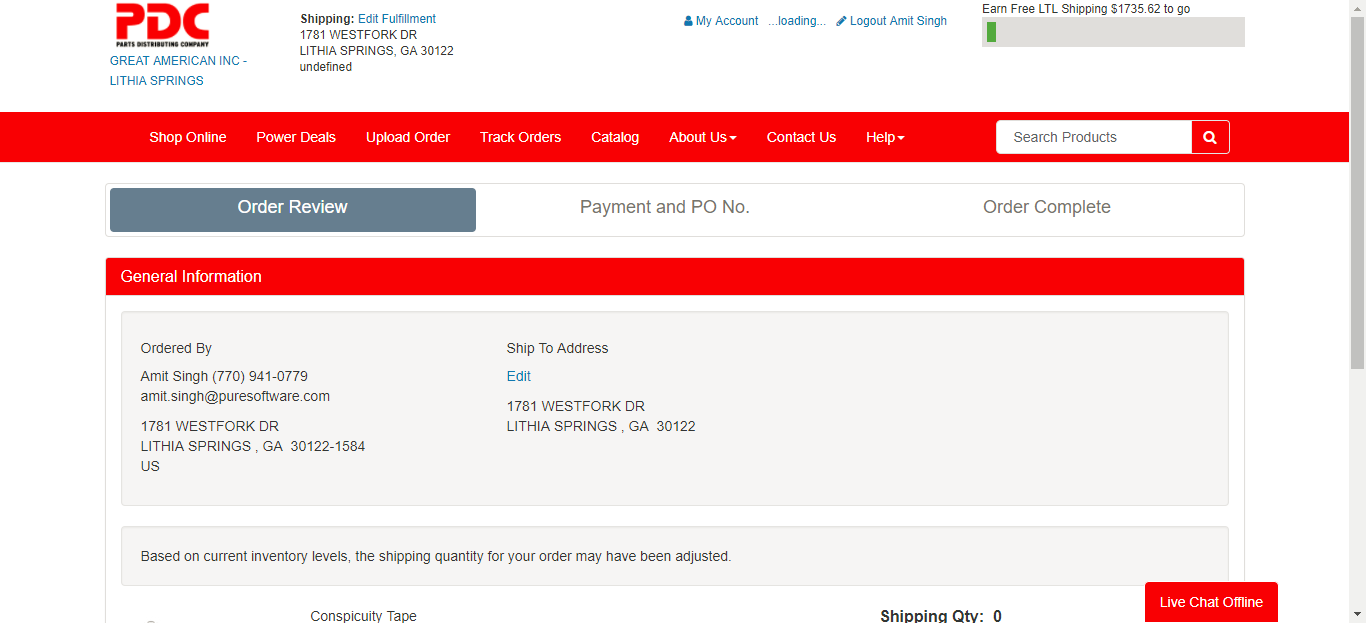 PDC
PARTS DISTRIBUTING COMPANY
GREAT AMERICAN INC -
LITHIA SPRINGS
Shipping: Edit Fulfillment
1781 WESTFORK DR
LITHIA SPRINGS, GA 30122
undefined
My Account ...loading... Logout Amit Singh
Earn Free LTL Shipping $1735.62 to go
Shop Online Power Deals Upload Order Track Orders Catalog About Us Contact Us Help Search Products
Order Review Payment and PO No. Order Complete
General Information
Ordered By
Amit Singh (770) 941-0779
amit.singh@puresoftware.com
1781 WESTFORK DR
LITHIA SPRINGS , GA 30122-1584
US
Ship To Address
Edit
1781 WESTFORK DR
LITHIA SPRINGS , GA 30122
Based on current inventory levels, the shipping quantity for your order may have been adjusted.
Conspicuity Tape Shipping Qty: 0
Live Chat Offline